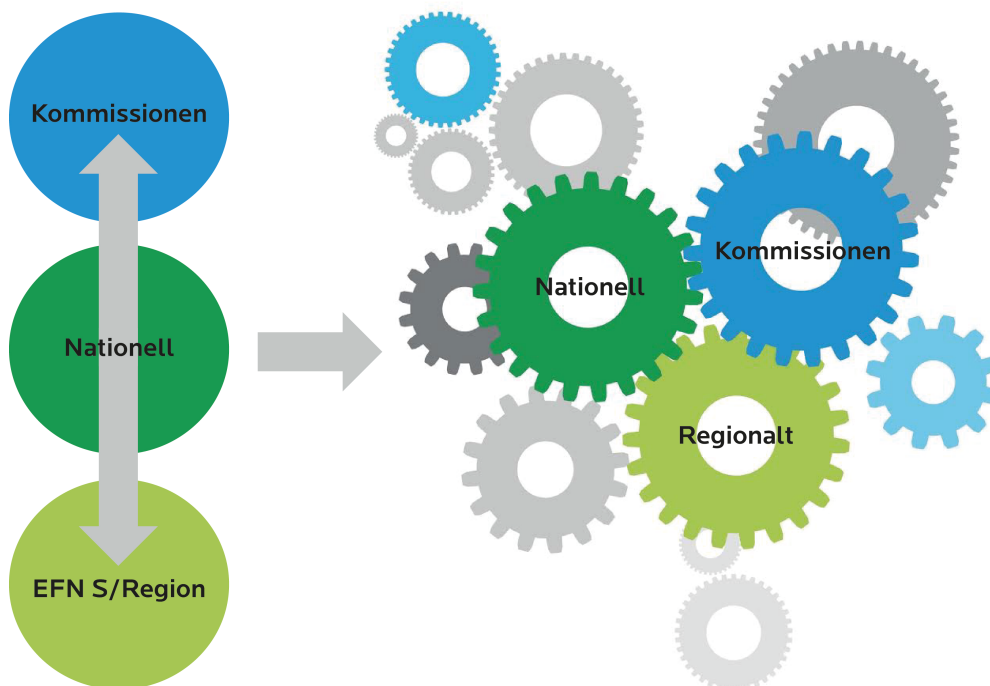 Kommissionen
Nationell
EFN S/Region
Nationell
Kommissionen
Regionalt